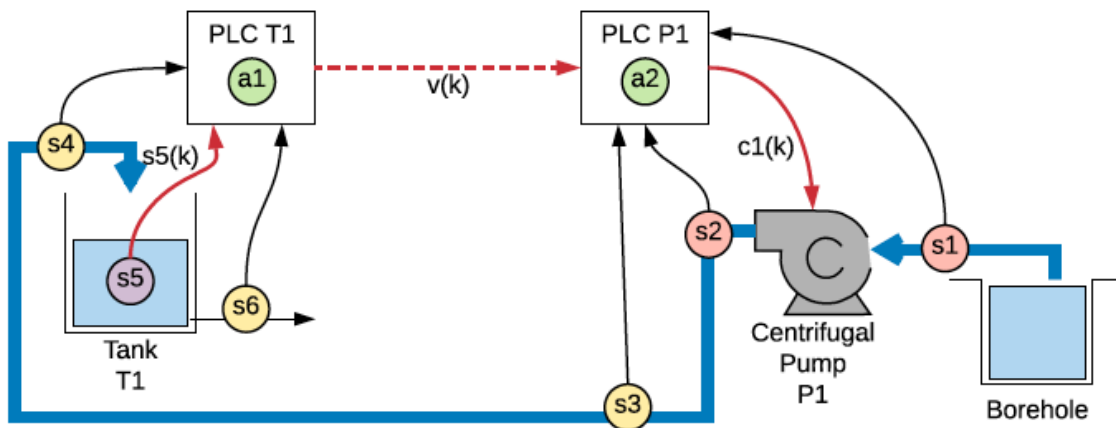 PLC T1
a1
PLC P1
a2
v(k)
s4
s5(k)
c1(k)
s2
s1
C
s5
s6
Tank
T1
Centrifugal
Pump
P1
s3
Borehole